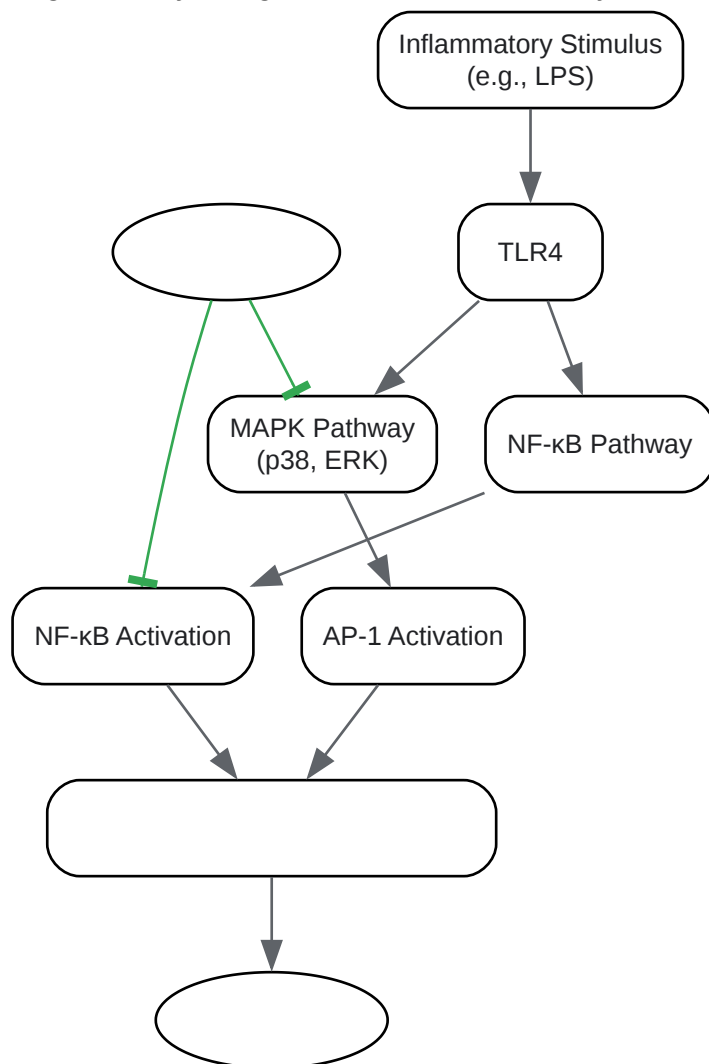 Inflammatory Stimulus
(e.g., LPS)
TLR4
MAPK Pathway
(p38, ERK)
NF-κB Pathway
NF-κB Activation
AP-1 Activation